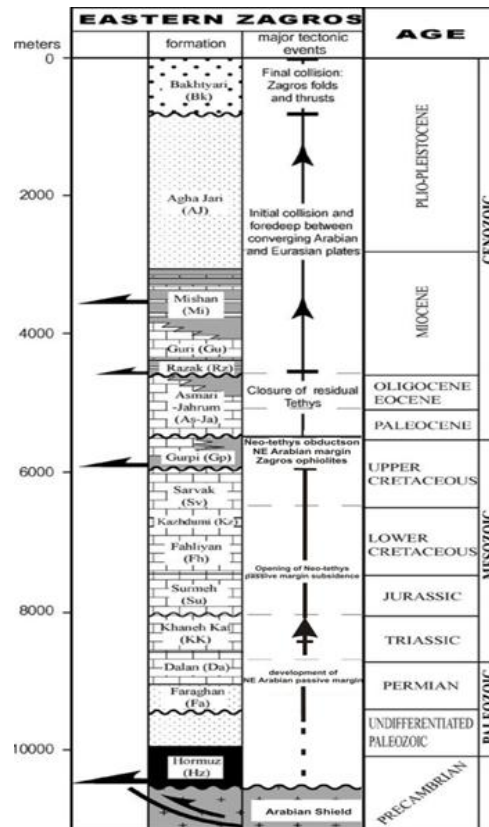 EASTERN ZAGROS
AGE
meters
formation
major tectonic
events
0
2000
4000
6000
8000
10000
Bakhtyari
(Bk)
Agha Jari
(AJ)
Mishan
(Mi)
Guri (Gu)
Razak (Rz)
Asmari
-Jahrum
(As-Ja)
Gurpi (Gp)
Sarvak
(Sv)
Kazhdumi (Kz)
Fahliyan
(Fh)
Surmeh
(Su)
Khaneh Kat
(KK)
Dalan (Da)
Faraghan
(Fa)
Hormuz
(Hz)
Final collision:
Zagros folds
and thrusts
Initial collision and
foredeep between
converging Arabian
and Eurasian plates
Closure of residual
Tethys
Neo-tethys obductson
NE Arabian margin
Zagros ophiolites
Opening of Neo-tethys
passive margin subsidence
development of
NE Arabian passive margin
Arabian Shield
PLIO-PLEISTOCENE
MIOCENE
OLIGOCENE
EOCENE
PALEOCENE
UPPER
CRETACEOUS
LOWER
CRETACEOUS
JURASSIC
TRIASSIC
PERMIAN
UNDIFFERENTIATED
PALEOZOIC
PRECAMBRIAN
CENOZOIC
MESOZOIC
PALEOZOIC